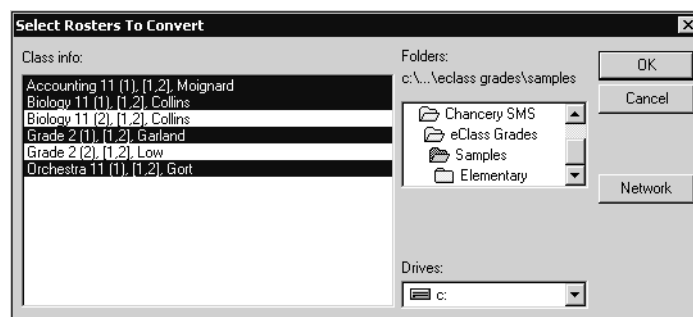 Select Rosters To Convert
Class info:
Accounting 11 (1), [1,2], Moignard
Biology 11 (1), [1,2], Collins
Biology 11 (2), [1,2], Collins
Grade 2 (1), [1,2], Garland
Grade 2 (2), [1,2], Low
Orchestra 11 (1), [1,2], Gort
Folders:
c:\...\eclass grades\samples
Chancery SMS
eClass Grades
Samples
Elementary
Drives:
c:
OK
Cancel
Network